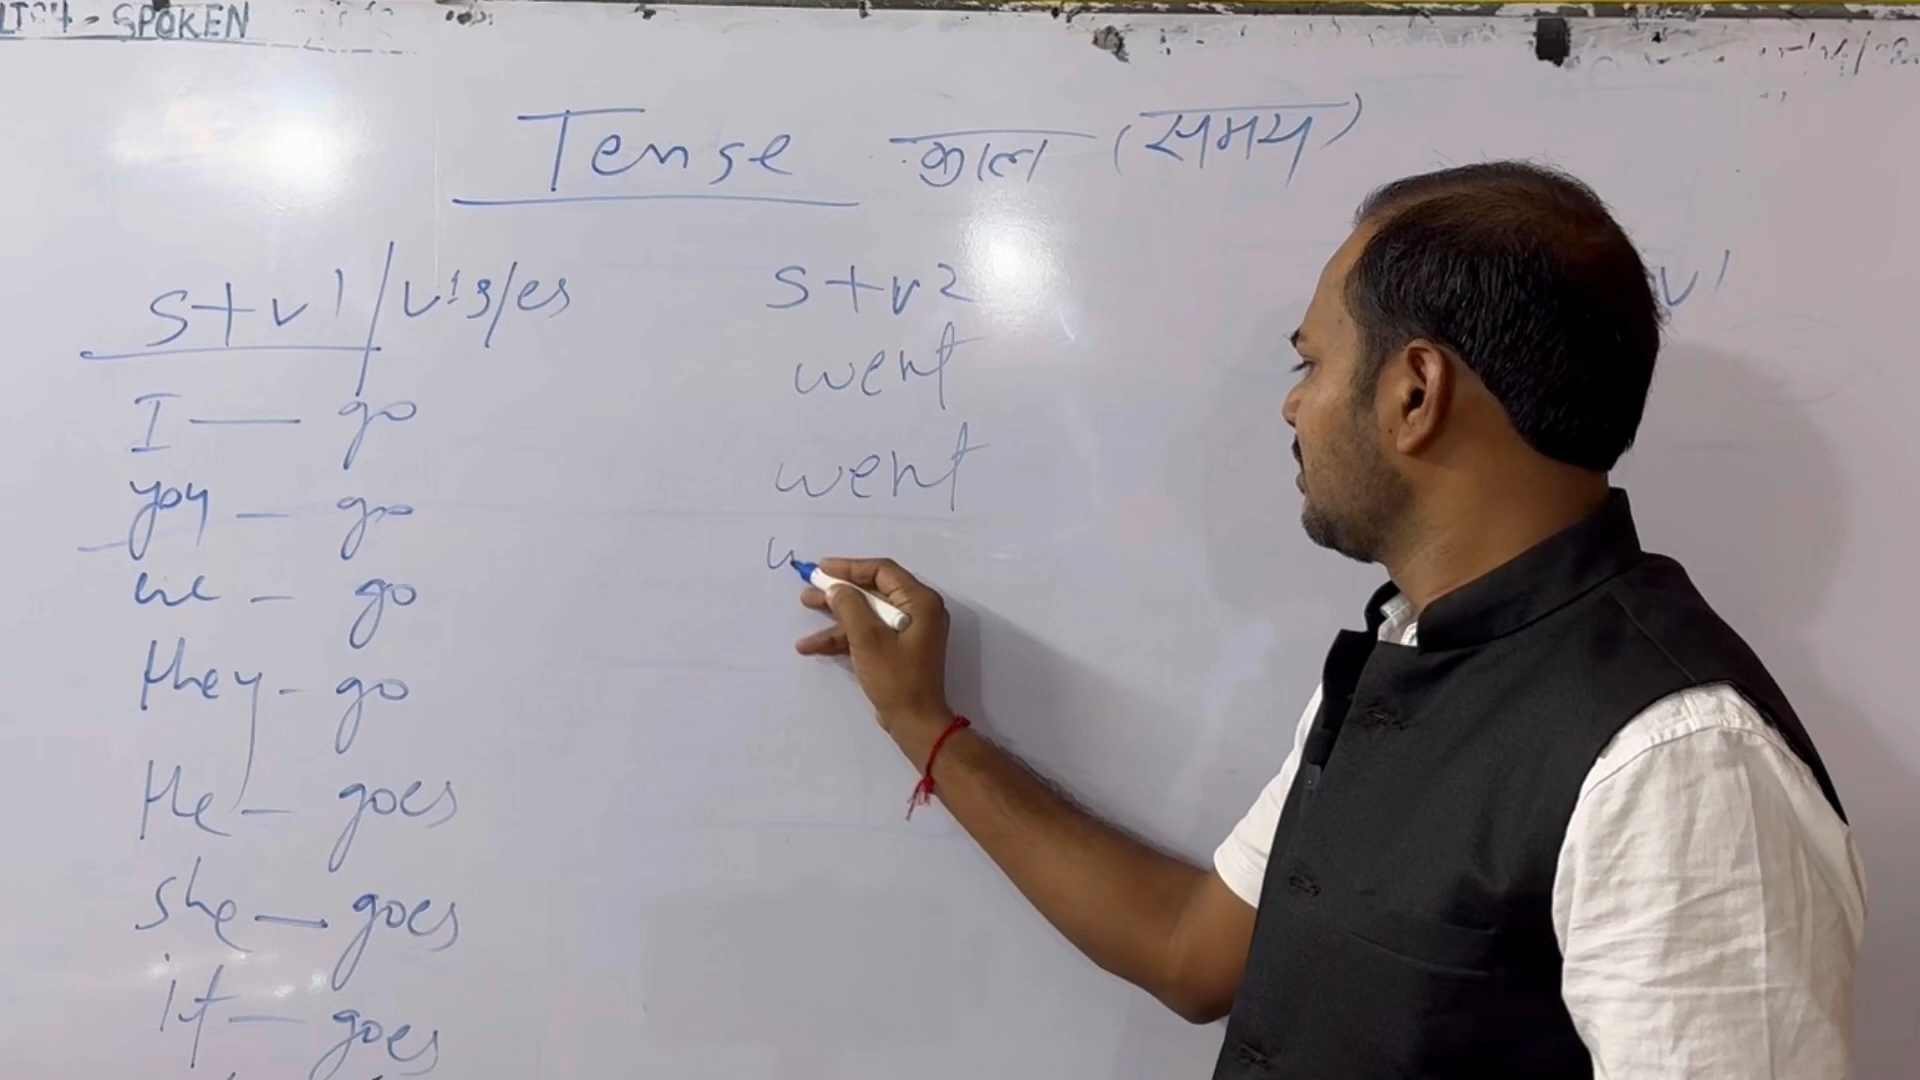 SPOKEN
Tense काल (समय)
S+v1/v1s/es S+v2 v1
I — go went
you — go went
we - go
they - go
He - goes
she — goes
it — goes